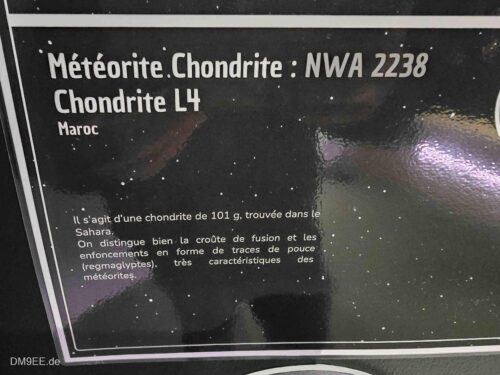 Météorite Chondrite : NWA 2238
Chondrite L4
Maroc
Il s'agit d'une chondrite de 101 g, trouvée dans le
Sahara.
On distingue bien la croûte de fusion et les
enfoncements en forme de traces de pouce
(regmaglyptes), très caractéristiques des
météorites.
DM9EE.de